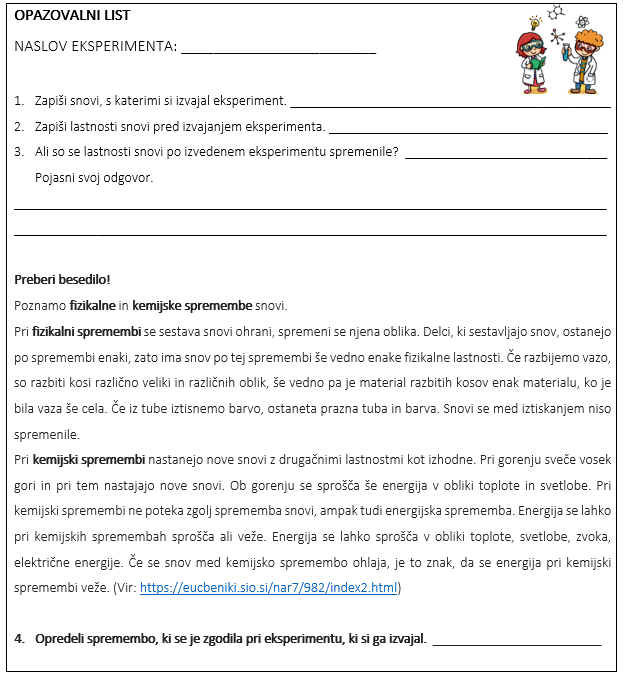 OPAZOVALNI LIST
NASLOV EKSPERIMENTA: ________________________
1. Zapiši snovi, s katerimi si izvajal eksperiment. ________________________
2. Zapiši lastnosti snovi pred izvajanjem eksperimenta. ________________________
3. Ali so se lastnosti snovi po izvedenem eksperimentu spremenile? ________________________
Pojasni svoj odgovor.
________________________
________________________
Preberi besedilo!
Poznamo fizikalne in kemijske spremembe snovi.
Pri fizikalni spremembi se sestava snovi ohrani, spremeni se njena oblika. Delci, ki sestavljajo snov, ostanejo
po spremembi enaki, zato ima snov po tej spremembi še vedno enake fizikalne lastnosti. Če razbijemo vazo,
so razbiti kosi različno veliki in različnih oblik, še vedno pa je material razbitih kosov enak materialu, ko je
bila vaza še cela. Če iz tube iztisnemo barvo, ostaneta prazna tuba in barva. Snovi se med iztiskanjem niso
spremenile.
Pri kemijski spremembi nastanejo nove snovi z drugačnimi lastnostmi kot izhodne. Pri gorenju sveče vosek
gori in pri tem nastajajo nove snovi. Ob gorenju se sprošča še energija v obliki toplote in svetlobe. Pri
kemijski spremembi ne poteka zgolj sprememba snovi, ampak tudi energijska sprememba. Energija se lahko
pri kemijskih spremembah sprošča ali veže. Energija se lahko sprošča v obliki toplote, svetlobe, zvoka,
električne energije. Če se snov med kemijsko spremembo ohlaja, je to znak, da se energija pri kemijski
spremembi veže. (Vir: https://eucbeniki.sio.si/nar7/982/index2.html)
4. Opredeli spremembo, ki se je zgodila pri eksperimentu, ki si ga izvajal. ________________________